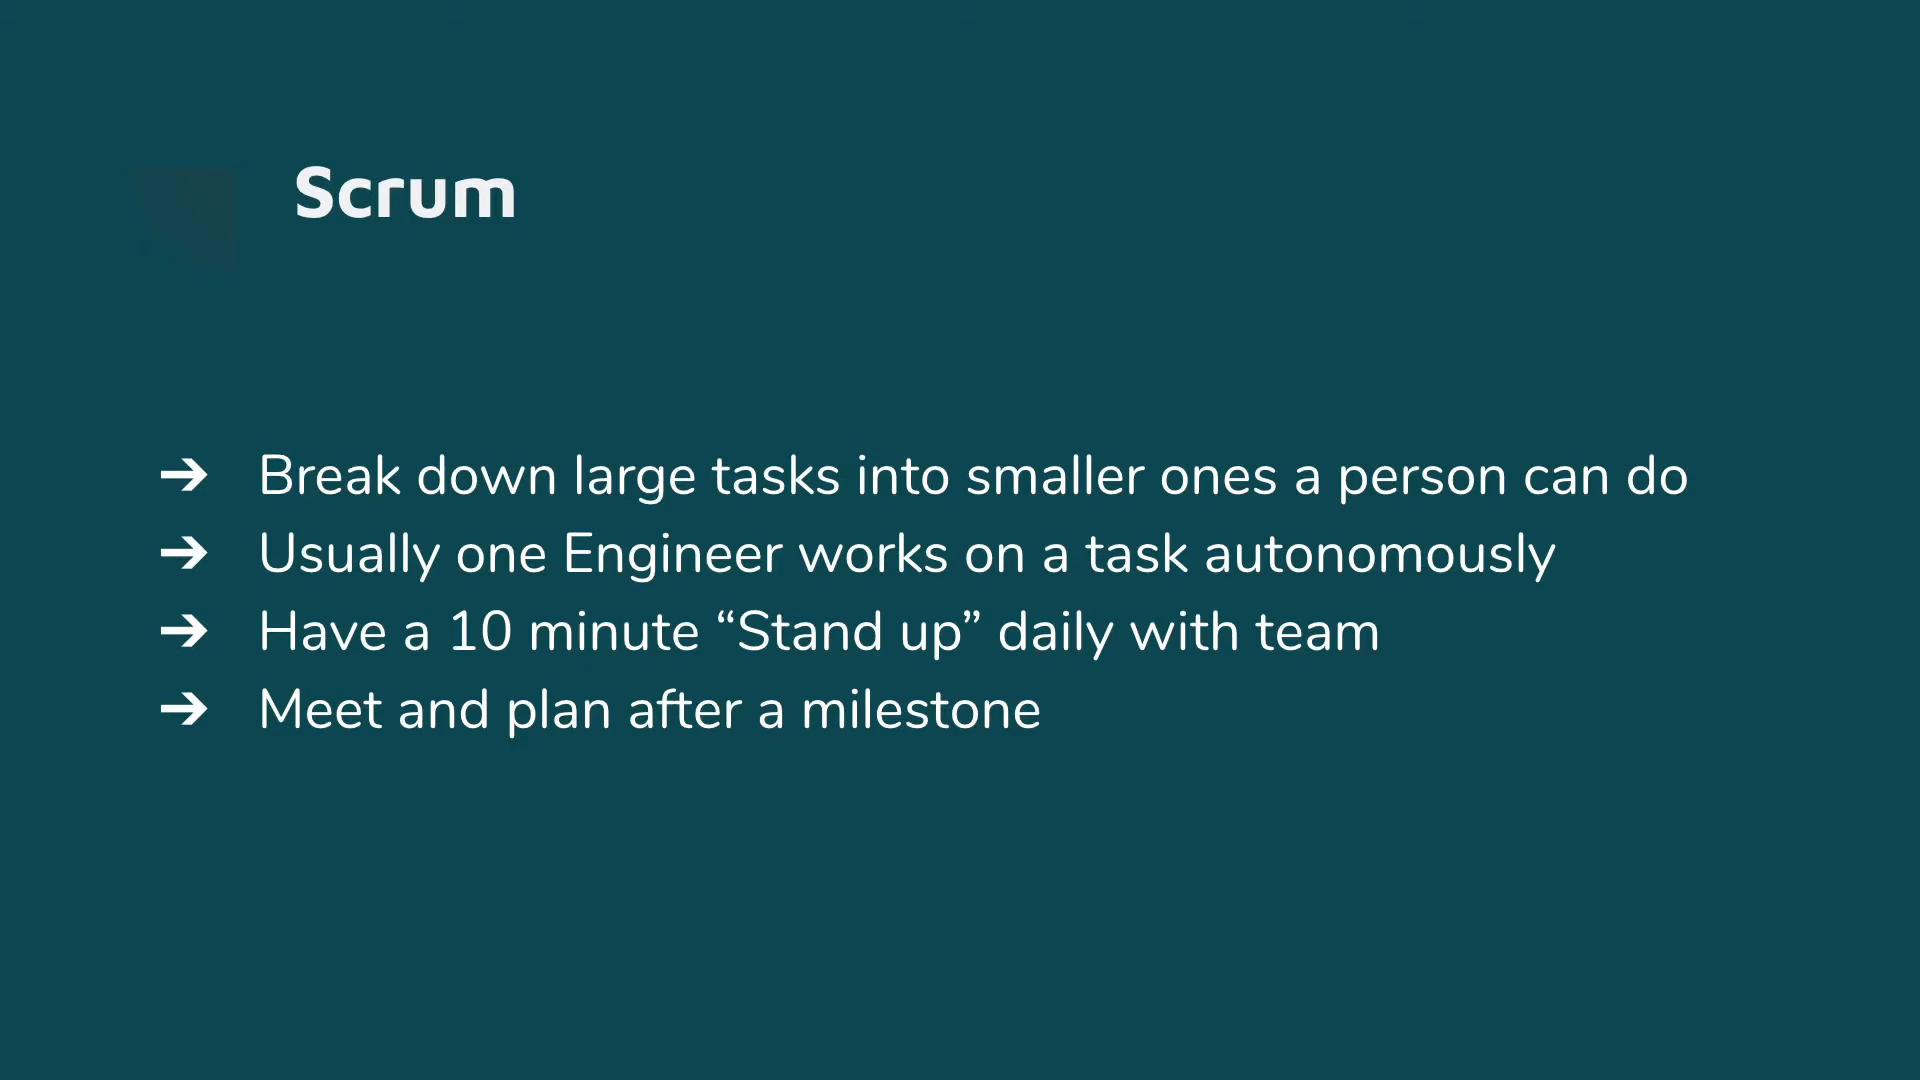 Scrum
➔ Break down large tasks into smaller ones a person can do
➔ Usually one Engineer works on a task autonomously
➔ Have a 10 minute “Stand up” daily with team
➔ Meet and plan after a milestone